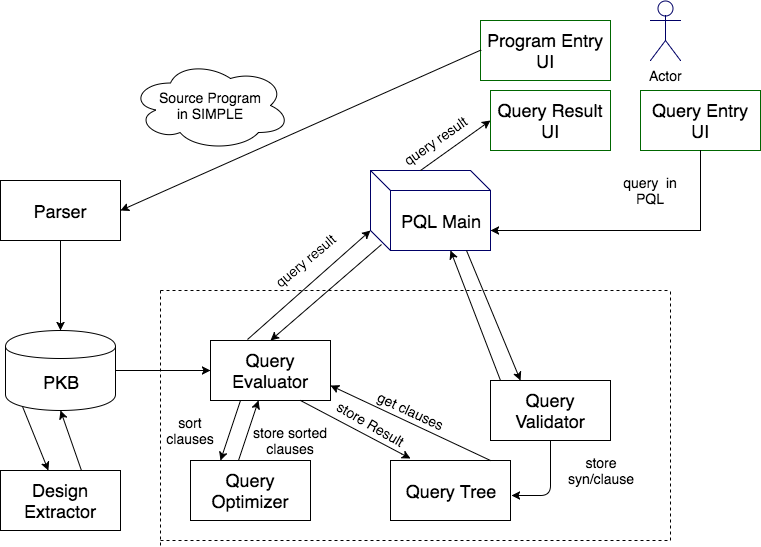 Program Entry
UI
Actor
Source Program
in SIMPLE
Query Result
UI
Query Entry
UI
query result
query in
PQL
Parser
PQL Main
query result
PKB
Query
Evaluator
Query
Validator
get clauses
store Result
sort
clauses
store sorted
clauses
store
syn/clause
Design
Extractor
Query
Optimizer
Query Tree